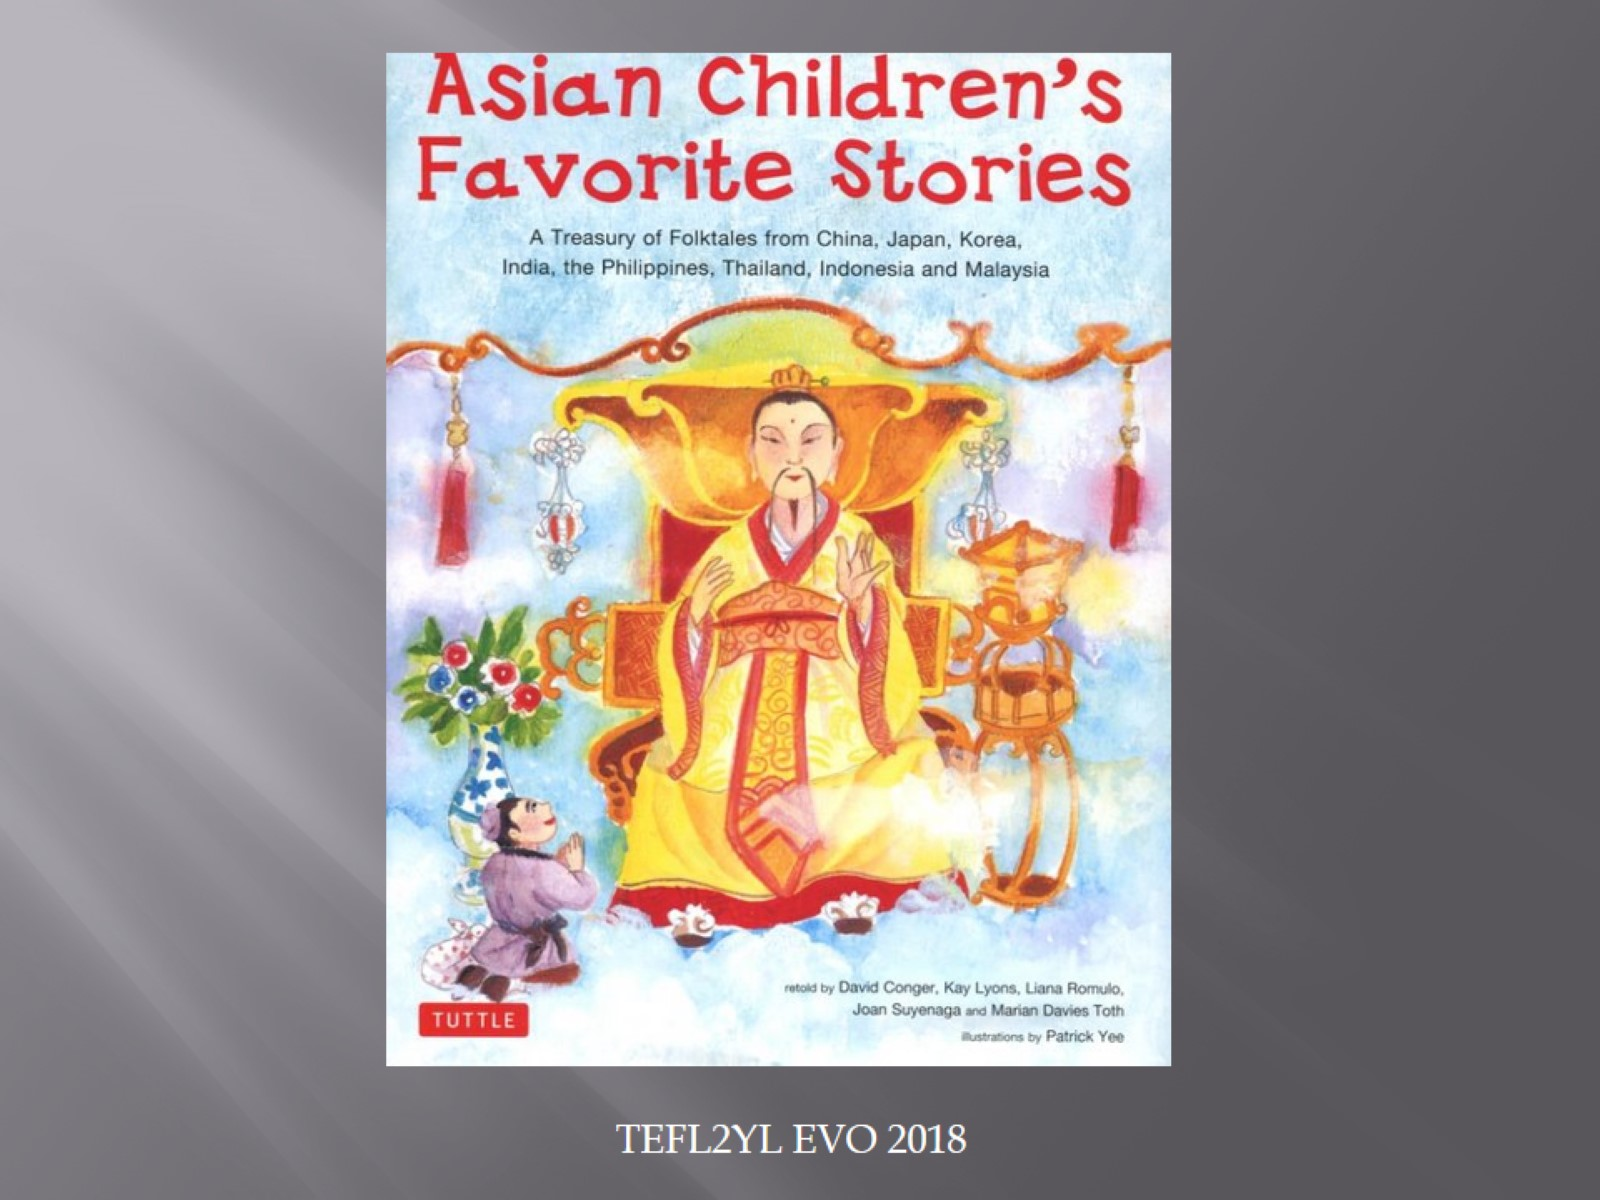 Asian Children's
Favorite Stories
A Treasury of Folktales from China, Japan, Korea,
India, the Philippines, Thailand, Indonesia and Malaysia
retold by David Conger, Kay Lyons, Liana Romulo,
Joan Suyenaga and Marian Davies Toth
illustrations by Patrick Yee
TUTTLE
TEFL2YL EVO 2018